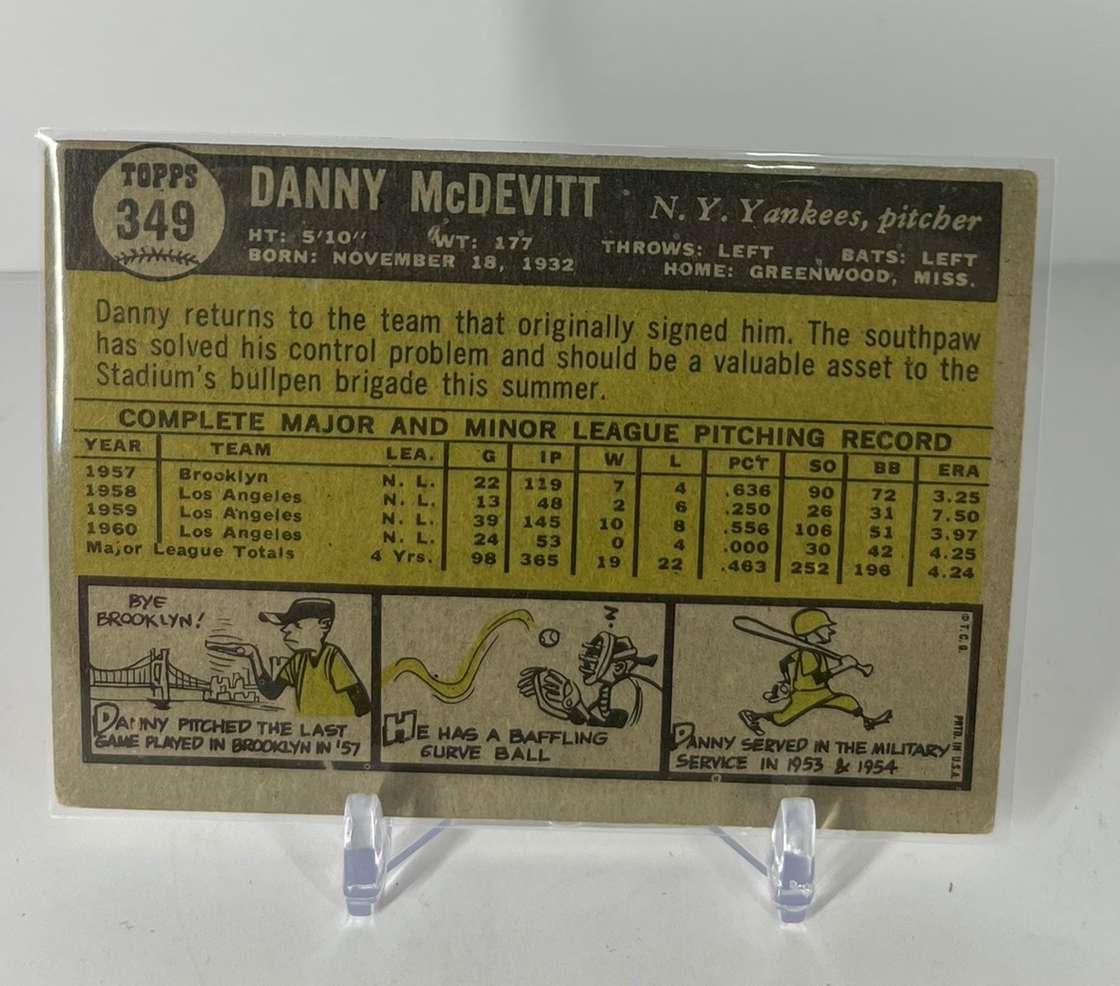 TOPPS
349
DANNY McDEVITT
N. Y. Yankees, pitcher
HT: 5'10" WT: 177 THROWS: LEFT BATS: LEFT
BORN: NOVEMBER 18, 1932 HOME: GREENWOOD, MISS.
Danny returns to the team that originally signed him. The southpaw
has solved his control problem and should be a valuable asset to the
Stadium's bullpen brigade this summer.
COMPLETE MAJOR AND MINOR LEAGUE PITCHING RECORD
YEAR TEAM LEA. G IP W L PCT SO BB ERA
1957 Brooklyn N. L. 22 119 7 4 .636 90 72 3.25
1958 Los Angeles N. L. 13 48 2 6 .250 26 31 7.50
1959 Los Angeles N. L. 39 145 10 8 .556 106 51 3.97
1960 Los Angeles N. L. 24 53 0 4 .000 30 42 4.25
Major League Totals 4 Yrs. 98 365 19 22 .463 252 196 4.24
BYE
BROOKLYN!
DANNY PITCHED THE LAST
GAME PLAYED IN BROOKLYN IN '57
HE HAS A BAFFLING
CURVE BALL
DANNY SERVED IN THE MILITARY
SERVICE IN 1953 & 1954
© T. C. G.
PRTD. IN U.S.A.